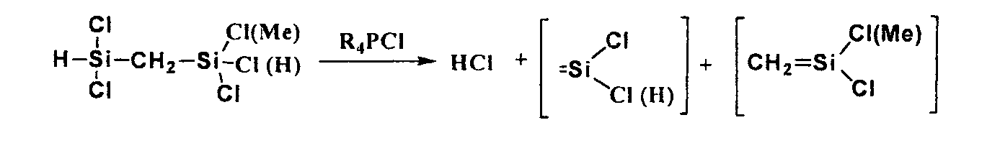 Cl Cl(Me) R₄PCl Cl Cl(Me)
H–Si–CH₂–Si–Cl (H) HCl + =Si + CH₂=Si
Cl Cl Cl (H) Cl